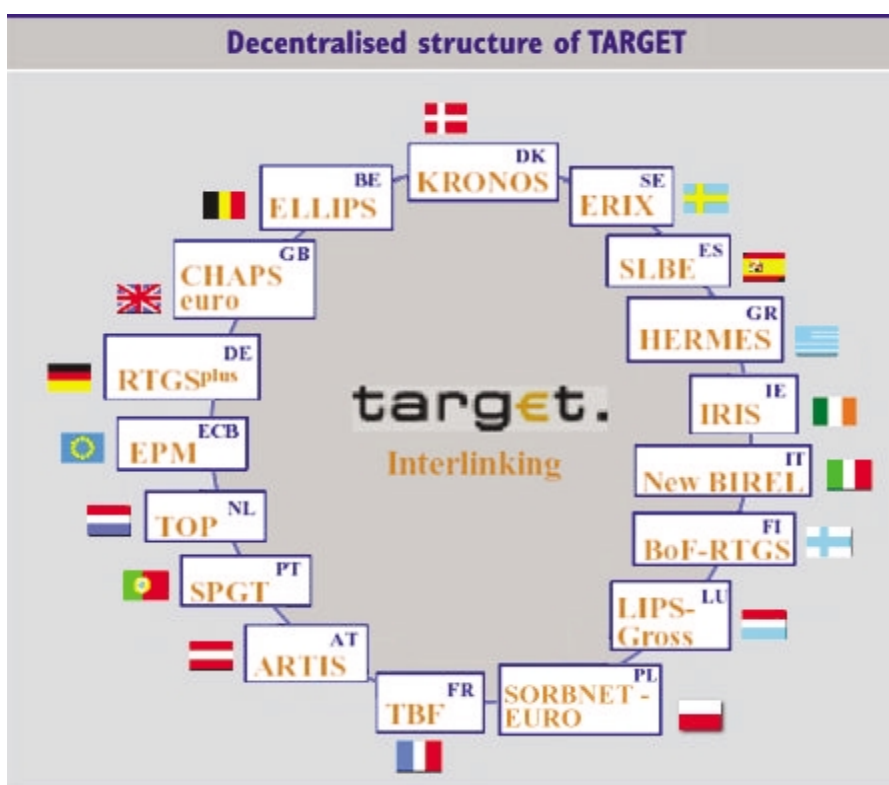 Decentralised structure of TARGET
DK
KRONOS
SE
ERIX
ES
SLBE
GR
HERMES
IE
IRIS
IT
New BIREL
FI
BoF-RTGS
LU
LIPS-
Gross
PL
SORBNET -
EURO
FR
TBF
AT
ARTIS
PT
SPGT
NL
TOP
ECB
EPM
DE
RTGSplus
GB
CHAPS
euro
BE
ELLIPS
targ€t.
Interlinking